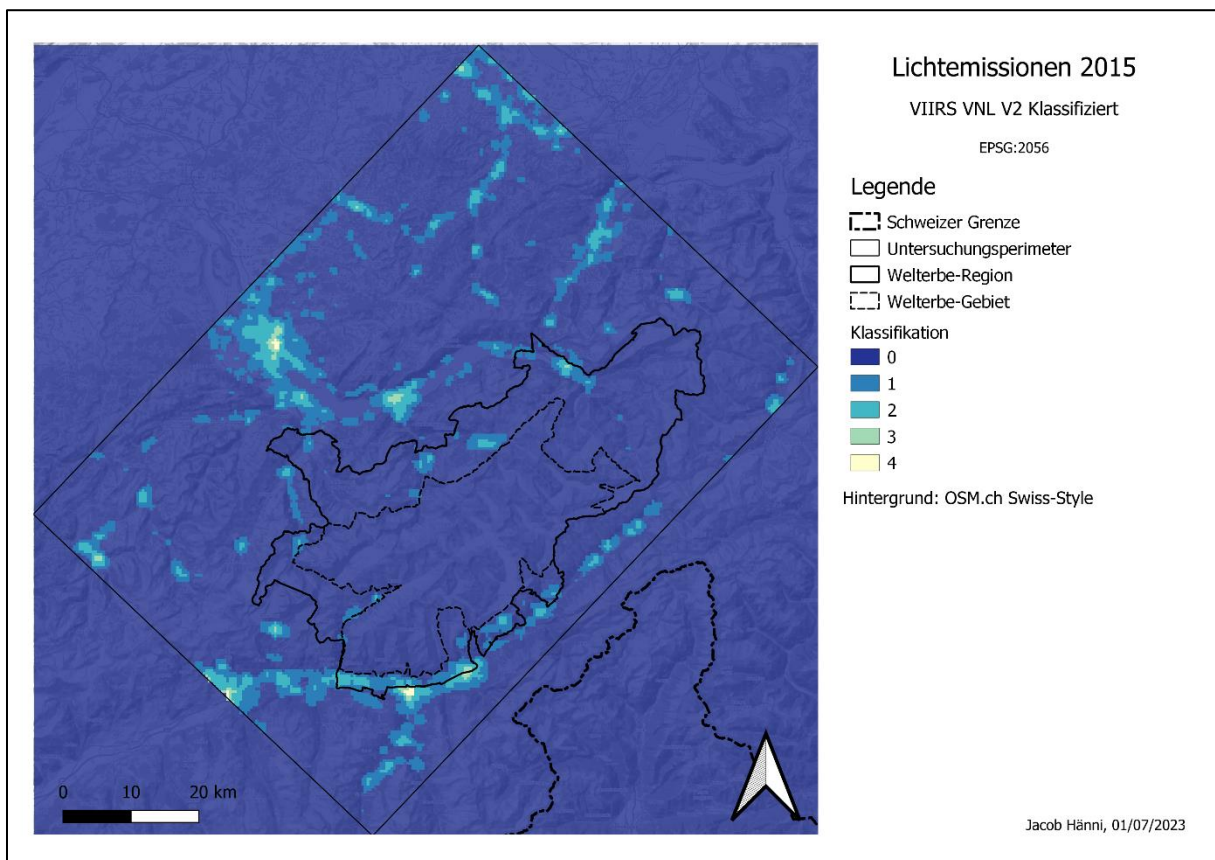 Lichtemissionen 2015
VIIRS VNL V2 Klassifiziert
EPSG:2056
Legende
Schweizer Grenze
Untersuchungsperimeter
Welterbe-Region
Welterbe-Gebiet
Klassifikation
0
1
2
3
4
Hintergrund: OSM.ch Swiss-Style
0 10 20 km
Jacob Hänni, 01/07/2023